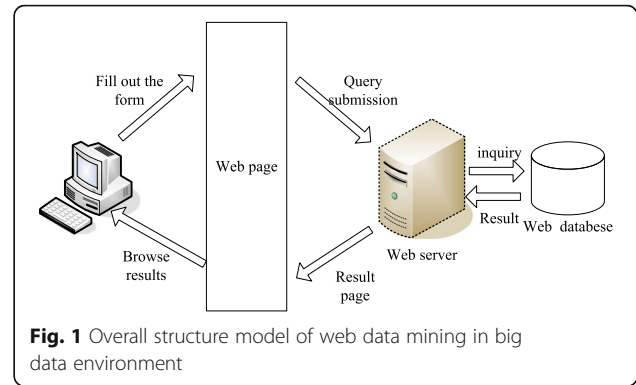 Fill out the
form
Query
submission
Web page
inquiry
Result
Web databese
Web server
Browse
results
Result
page
Fig. 1 Overall structure model of web data mining in big
data environment